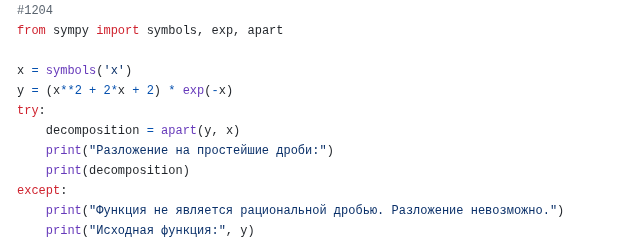 #1204
from sympy import symbols, exp, apart
x = symbols('x')
y = (x**2 + 2*x + 2) * exp(-x)
try:
    decomposition = apart(y, x)
    print("Разложение на простейшие дроби:")
    print(decomposition)
except:
    print("Функция не является рациональной дробью. Разложение невозможно.")
    print("Исходная функция:", y)